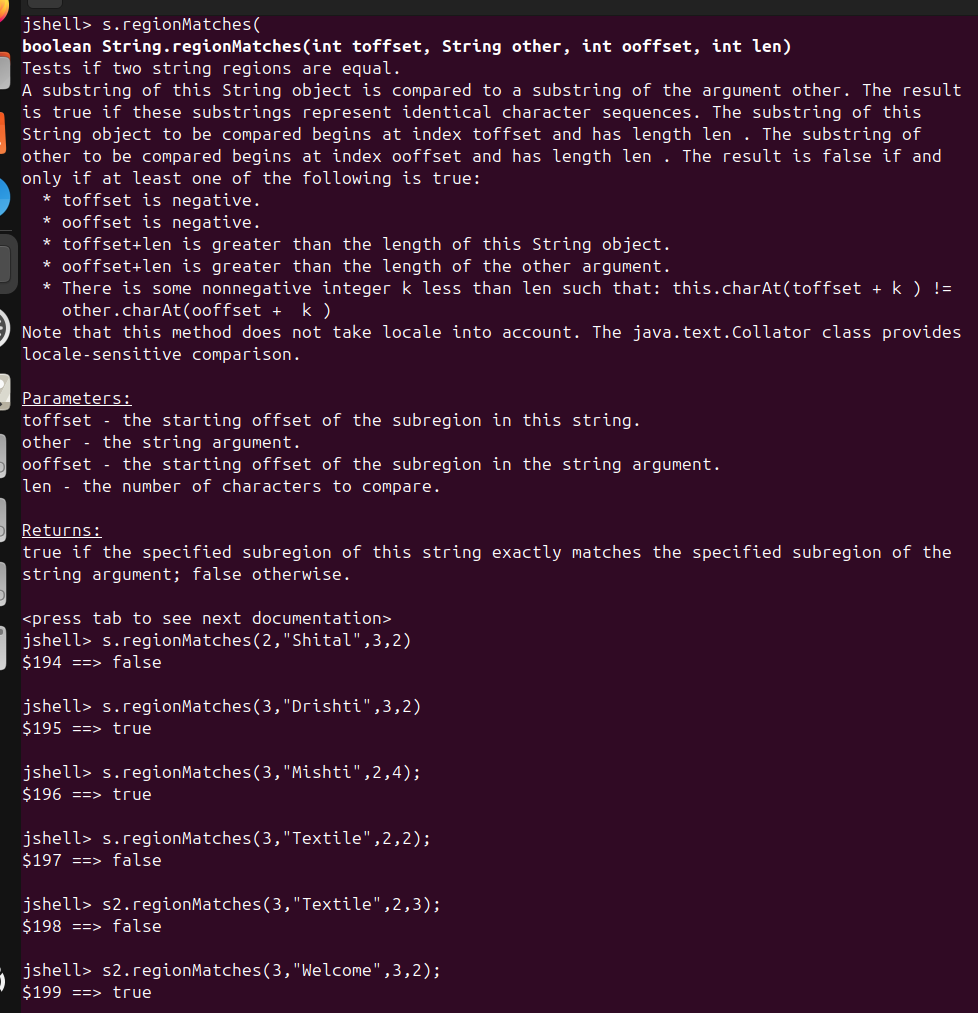 jshell> s.regionMatches(
boolean String.regionMatches(int toffset, String other, int ooffset, int len)
Tests if two string regions are equal.
A substring of this String object is compared to a substring of the argument other. The result
is true if these substrings represent identical character sequences. The substring of this
String object to be compared begins at index toffset and has length len . The substring of
other to be compared begins at index ooffset and has length len . The result is false if and
only if at least one of the following is true:
* toffset is negative.
* ooffset is negative.
* toffset+len is greater than the length of this String object.
* ooffset+len is greater than the length of the other argument.
* There is some nonnegative integer k less than len such that: this.charAt(toffset + k ) !=
other.charAt(ooffset +  k )
Note that this method does not take locale into account. The java.text.Collator class provides
locale-sensitive comparison.
Parameters:
toffset - the starting offset of the subregion in this string.
other - the string argument.
ooffset - the starting offset of the subregion in the string argument.
len - the number of characters to compare.
Returns:
true if the specified subregion of this string exactly matches the specified subregion of the
string argument; false otherwise.
<press tab to see next documentation>
jshell> s.regionMatches(2,"Shital",3,2)
$194 ==> false
jshell> s.regionMatches(3,"Drishti",3,2)
$195 ==> true
jshell> s.regionMatches(3,"Mishti",2,4);
$196 ==> true
jshell> s.regionMatches(3,"Textile",2,2);
$197 ==> false
jshell> s2.regionMatches(3,"Textile",2,3);
$198 ==> false
jshell> s2.regionMatches(3,"Welcome",3,2);
$199 ==> true